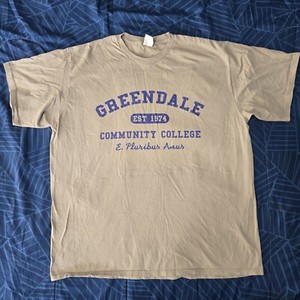 GREENDALE
EST 1974
COMMUNITY COLLEGE
E. Pluribus Anus